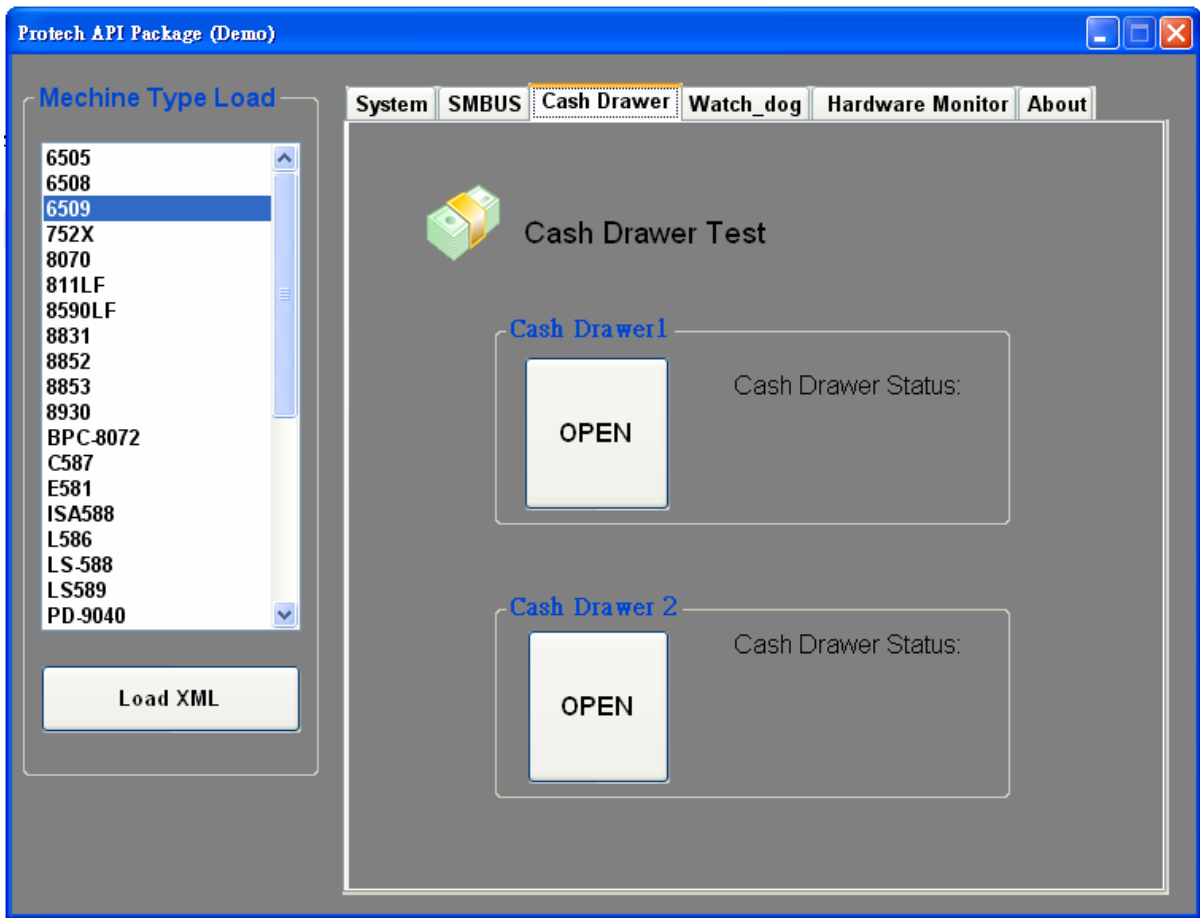 Protech API Package (Demo)
Mechine Type Load
6505
6508
6509
752X
8070
811LF
8590LF
8831
8852
8853
8930
BPC-8072
C587
E581
ISA588
L586
LS-588
LS589
PD-9040
Load XML
System SMBUS Cash Drawer Watch_dog Hardware Monitor About
Cash Drawer Test
Cash Drawer1
OPEN
Cash Drawer Status:
Cash Drawer 2
OPEN
Cash Drawer Status: